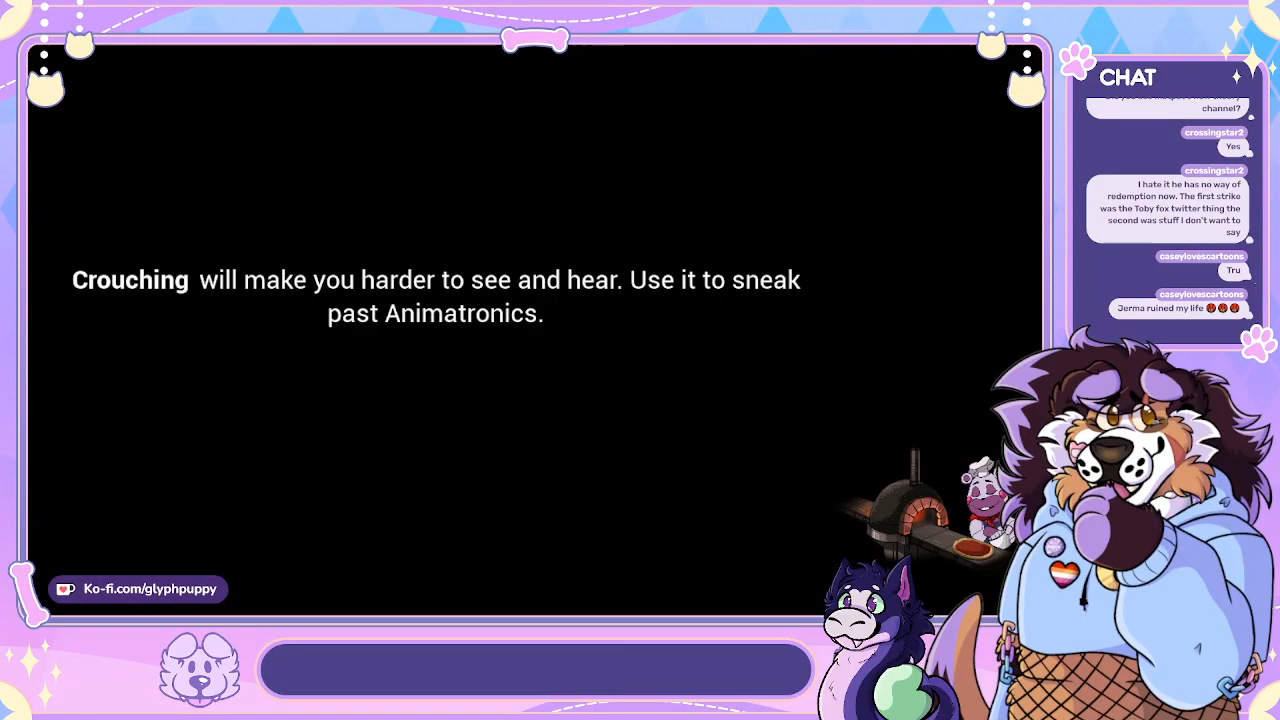 CHAT
channel?
crossingstar2
Yes
crossingstar2
I hate it he has no way of
redemption now. The first strike
was the Toby fox twitter thing the
second was stuff I don't want to
say
caseylovescartoons
Tru
caseylovescartoons
Jerma ruined my life
Crouching will make you harder to see and hear. Use it to sneak
past Animatronics.
Ko-fi.com/glyphpuppy